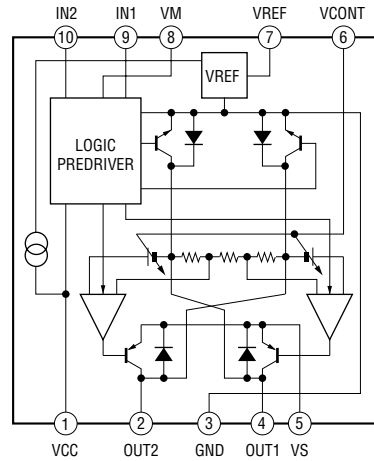 IN2 IN1 VM VREF VCONT
10 9 8 7 6
VREF
LOGIC
PREDRIVER
1 2 3 4 5
VCC OUT2 GND OUT1 VS